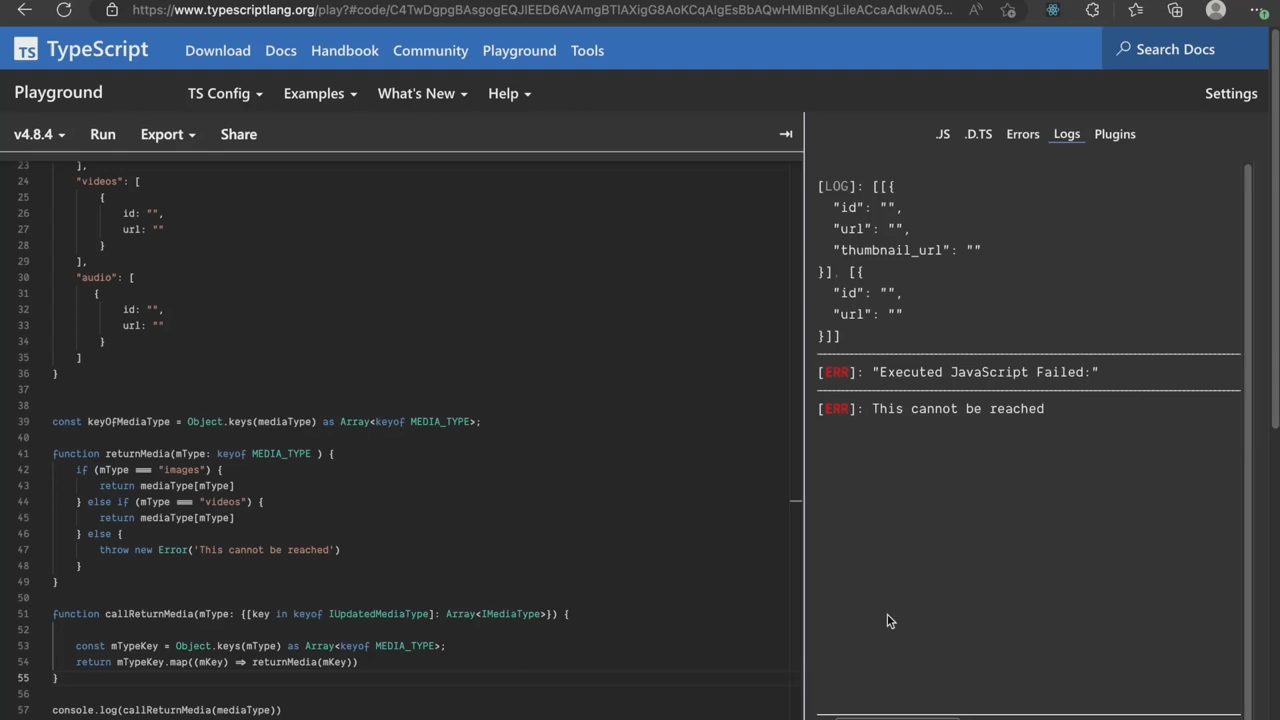 https://www.typescriptlang.org/play?#code/C4TwDgpgBAsgogEQJIEED6AVAmgBTIAXigG8AoKCqAIgEsBbAQwHMIBnKgLileACcaAdkwA05...
TS TypeScript Download Docs Handbook Community Playground Tools Search Docs
Playground TS Config Examples What's New Help Settings
v4.8.4 Run Export Share .JS .D.TS Errors Logs Plugins
23 ],
24 "videos": [
25 {
26 id: "",
27 url: ""
28 }
29 ],
30 "audio": [
31 {
32 id: "",
33 url: ""
34 }
35 ]
36 }
37
38
39 const keyOfMediaType = Object.keys(mediaType) as Array<keyof MEDIA_TYPE>;
40
41 function returnMedia(mType: keyof MEDIA_TYPE ) {
42 if (mType === "images") {
43 return mediaType[mType]
44 } else if (mType === "videos") {
45 return mediaType[mType]
46 } else {
47 throw new Error('This cannot be reached')
48 }
49 }
50
51 function callReturnMedia(mType: {[key in keyof IUpdatedMediaType]: Array<IMediaType>}) {
52
53 const mTypeKey = Object.keys(mType) as Array<keyof MEDIA_TYPE>;
54 return mTypeKey.map((mKey) => returnMedia(mKey))
55 }
56
57 console.log(callReturnMedia(mediaType))
[LOG]: [[{
"id": "",
"url": "",
"thumbnail_url": ""
}], [{
"id": "",
"url": ""
}]]
[ERR]: "Executed JavaScript Failed:"
[ERR]: This cannot be reached